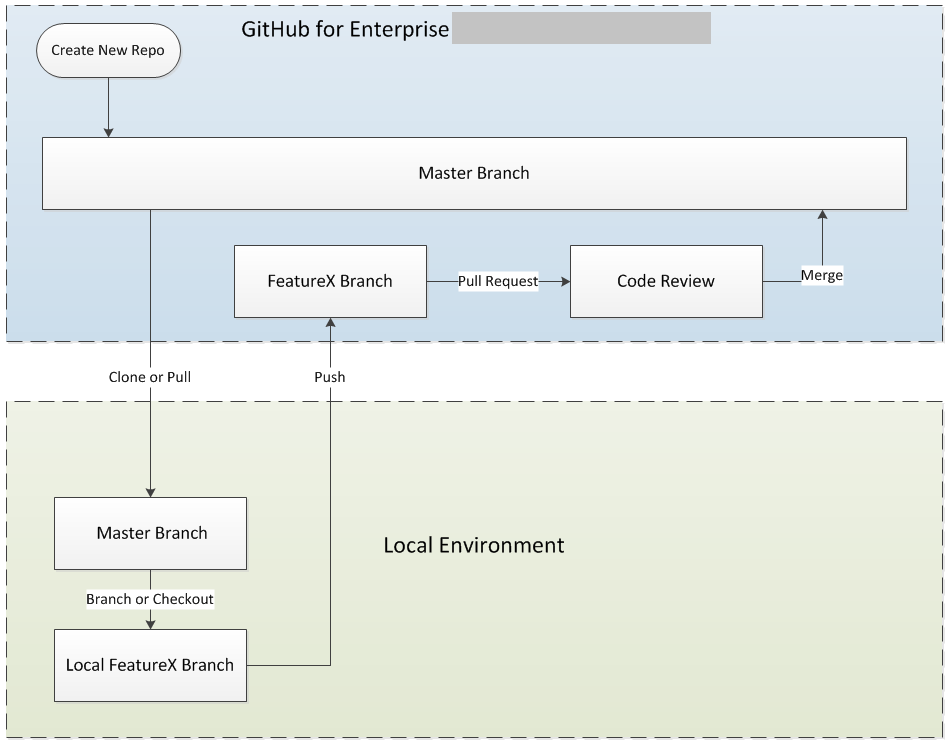 GitHub for Enterprise
Create New Repo
Master Branch
FeatureX Branch
Pull Request
Code Review
Merge
Clone or Pull
Push
Master Branch
Local Environment
Branch or Checkout
Local FeatureX Branch